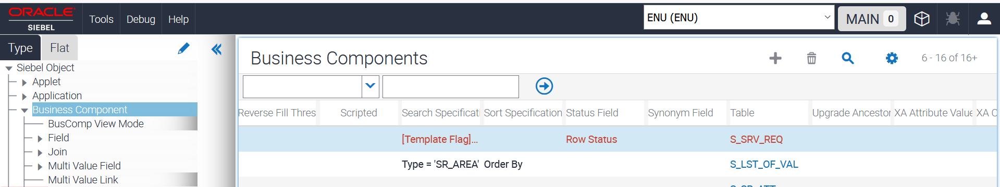 ORACLE
SIEBEL
Tools Debug Help
ENU (ENU)
MAIN 0
Type Flat
Siebel Object
Applet
Application
Business Component
BusComp View Mode
Field
Join
Multi Value Field
Multi Value Link
Business Components
6 - 16 of 16+
Reverse Fill Thres Scripted Search Specificati Sort Specification Status Field Synonym Field Table Upgrade Ancestor XA Attribute Value XA C
[Template Flag]... Row Status S_SRV_REQ
Type = 'SR_AREA' Order By S_LST_OF_VAL